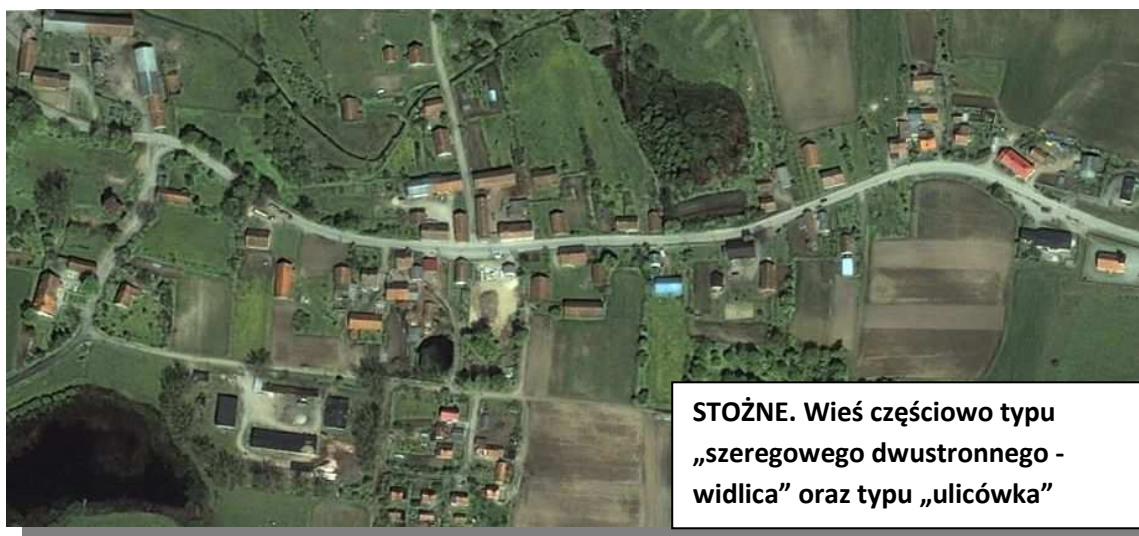 STOŻNE. Wieś częściowo typu
„szeregowego dwustronnego -
widlica” oraz typu „ulicówka”